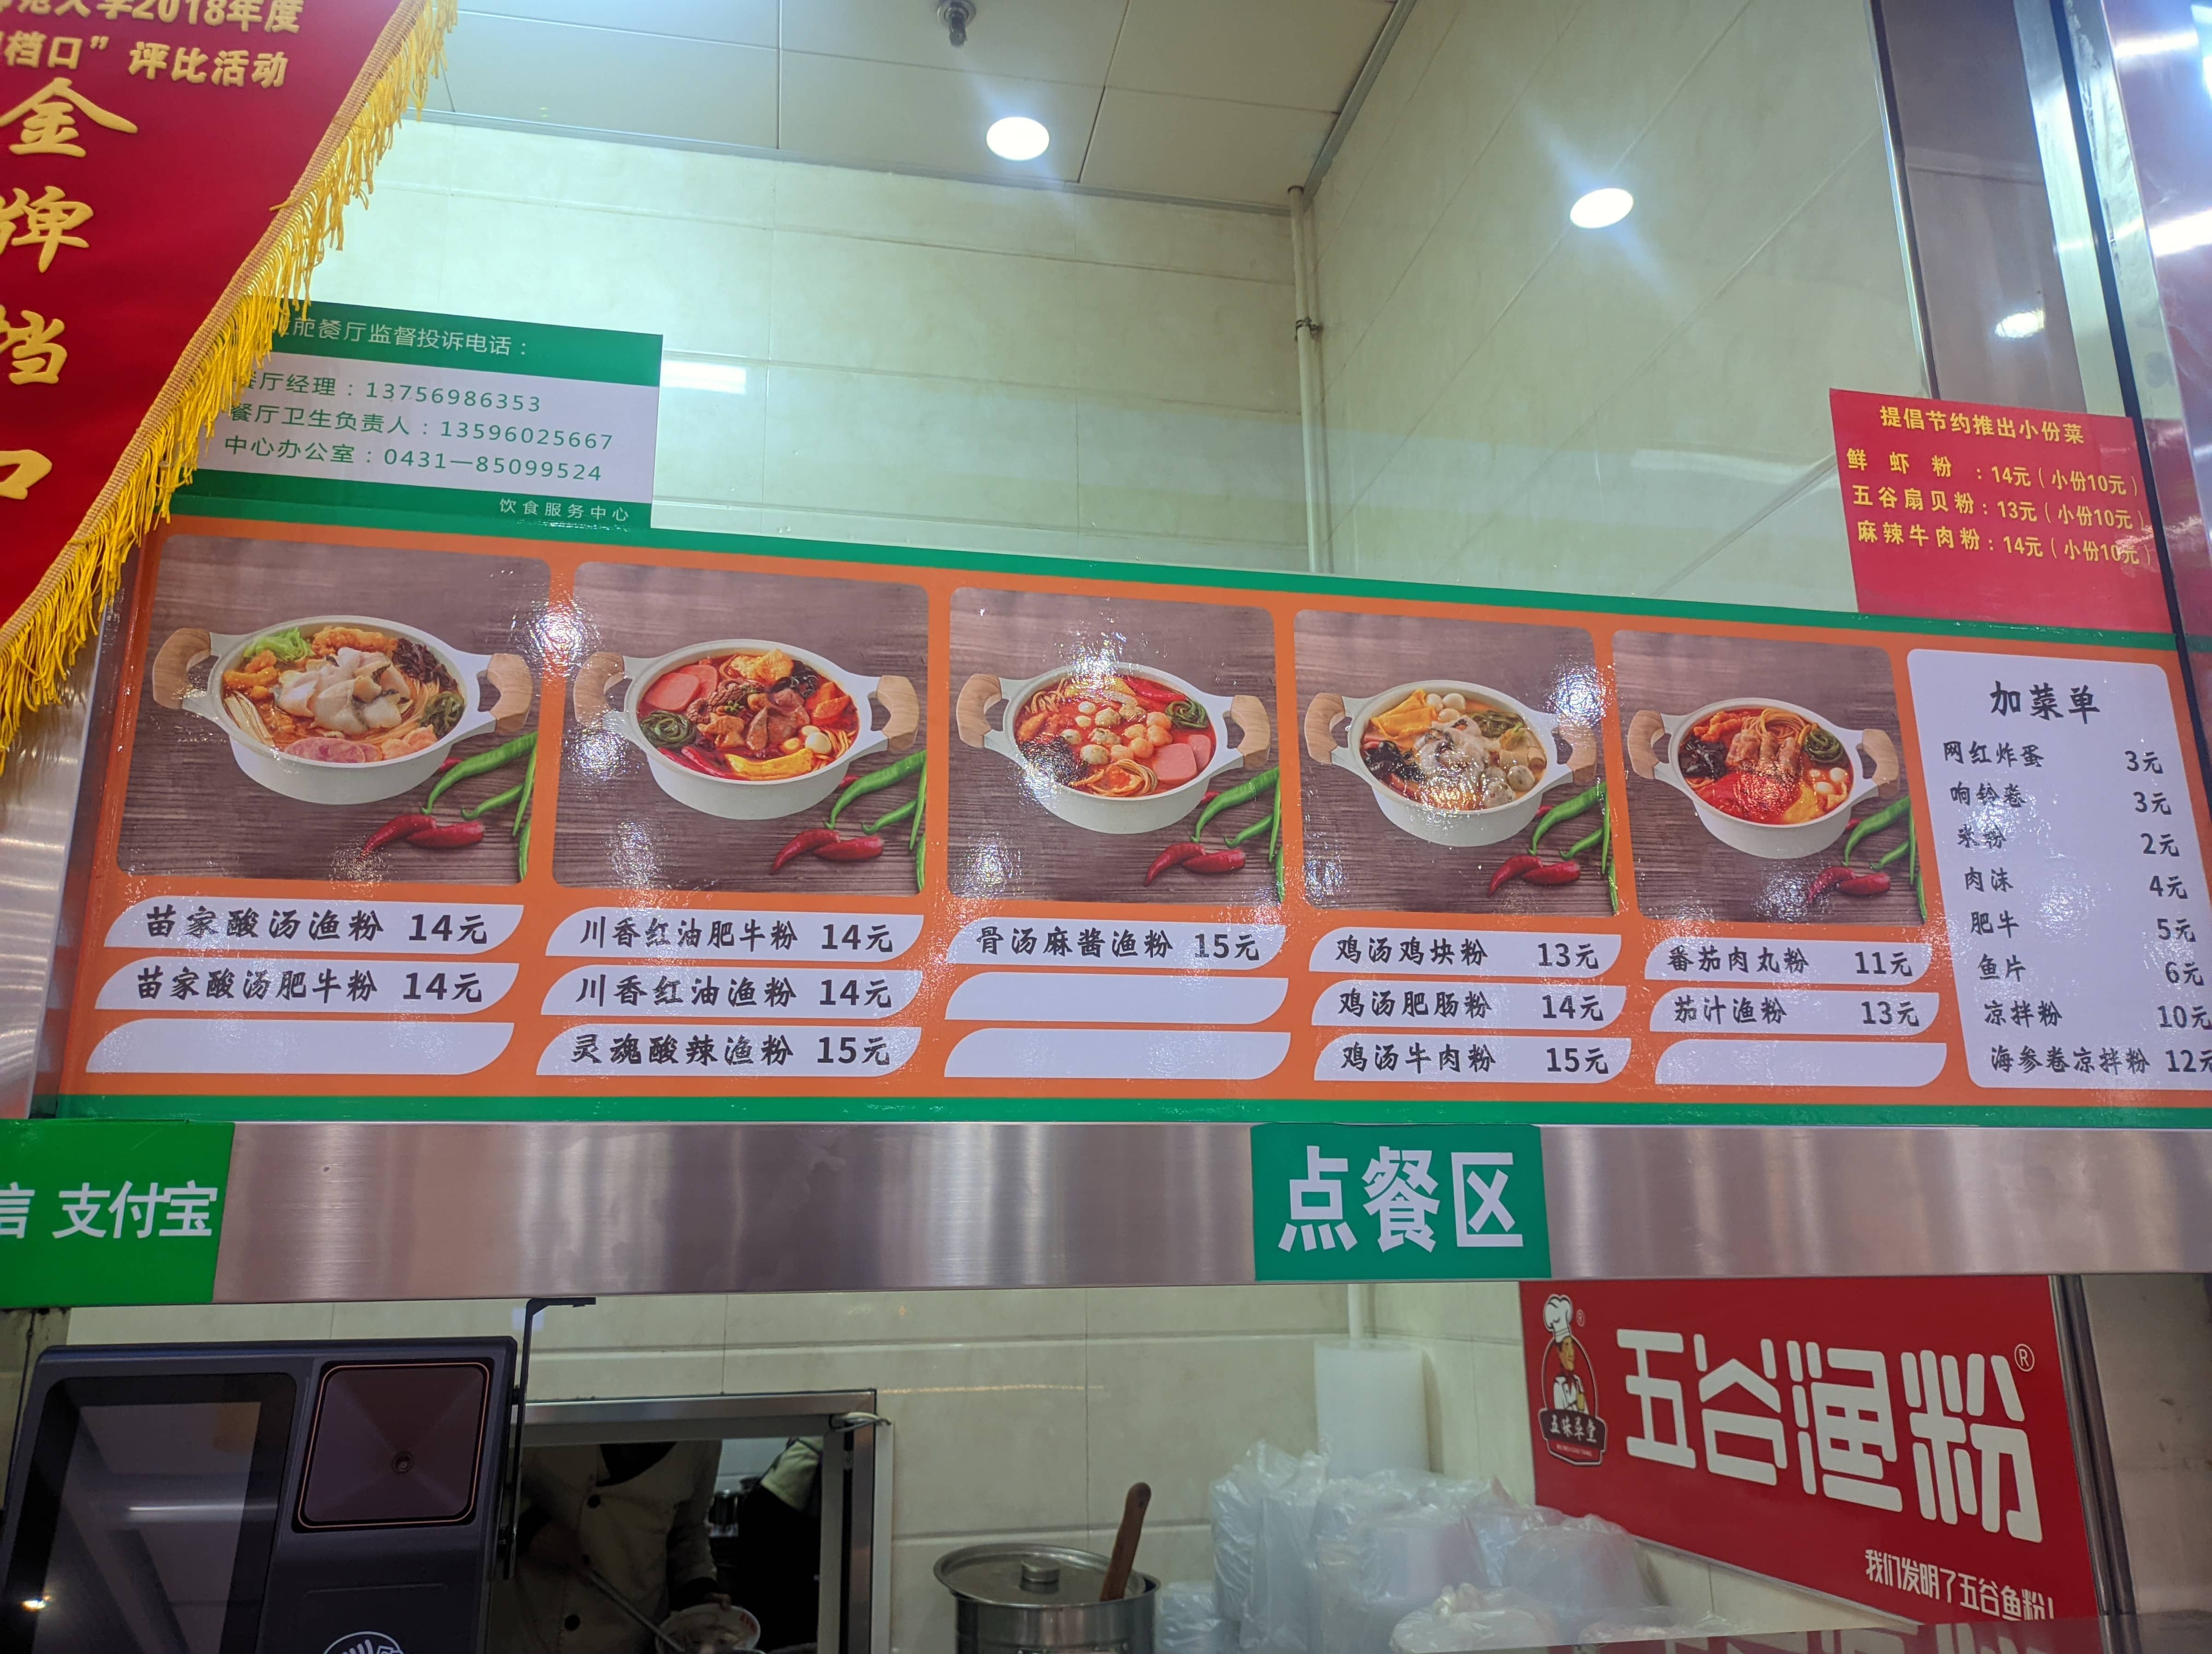 大学2018年度
档口”评比活动
金
牌
档
口
餐厅监督投诉电话：
餐厅经理：13756986353
餐厅卫生负责人：13596025667
中心办公室：0431—85099524
饮食服务中心
提倡节约推出小份菜
鲜虾粉：14元（小份10元）
五谷扇贝粉：13元（小份10元）
麻辣牛肉粉：14元（小份10元）
苗家酸汤渔粉 14元
苗家酸汤肥牛粉 14元
川香红油肥牛粉 14元
川香红油渔粉 14元
灵魂酸辣渔粉 15元
骨汤麻酱渔粉 15元
鸡汤鸡块粉 13元
鸡汤肥肠粉 14元
鸡汤牛肉粉 15元
番茄肉丸粉 11元
茄汁渔粉 13元
加菜单
网红炸蛋 3元
响铃卷 3元
米粉 2元
肉沫 4元
肥牛 5元
鱼片 6元
凉拌粉 10元
海参卷凉拌粉 12元
信 支付宝
点餐区
五味草堂
五谷渔粉®
我们发明了五谷鱼粉!